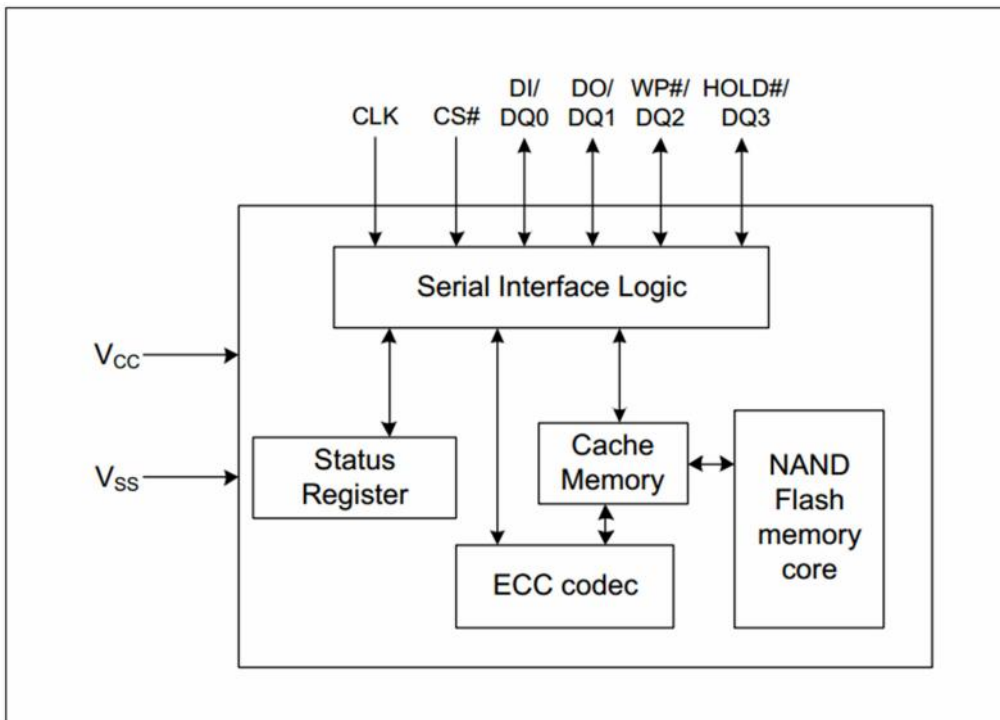 DI/ DO/ WP#/ HOLD#/
CLK CS# DQ0 DQ1 DQ2 DQ3
Serial Interface Logic
VCC
Status
Register
Cache
Memory
NAND
Flash
memory
core
VSS
ECC codec